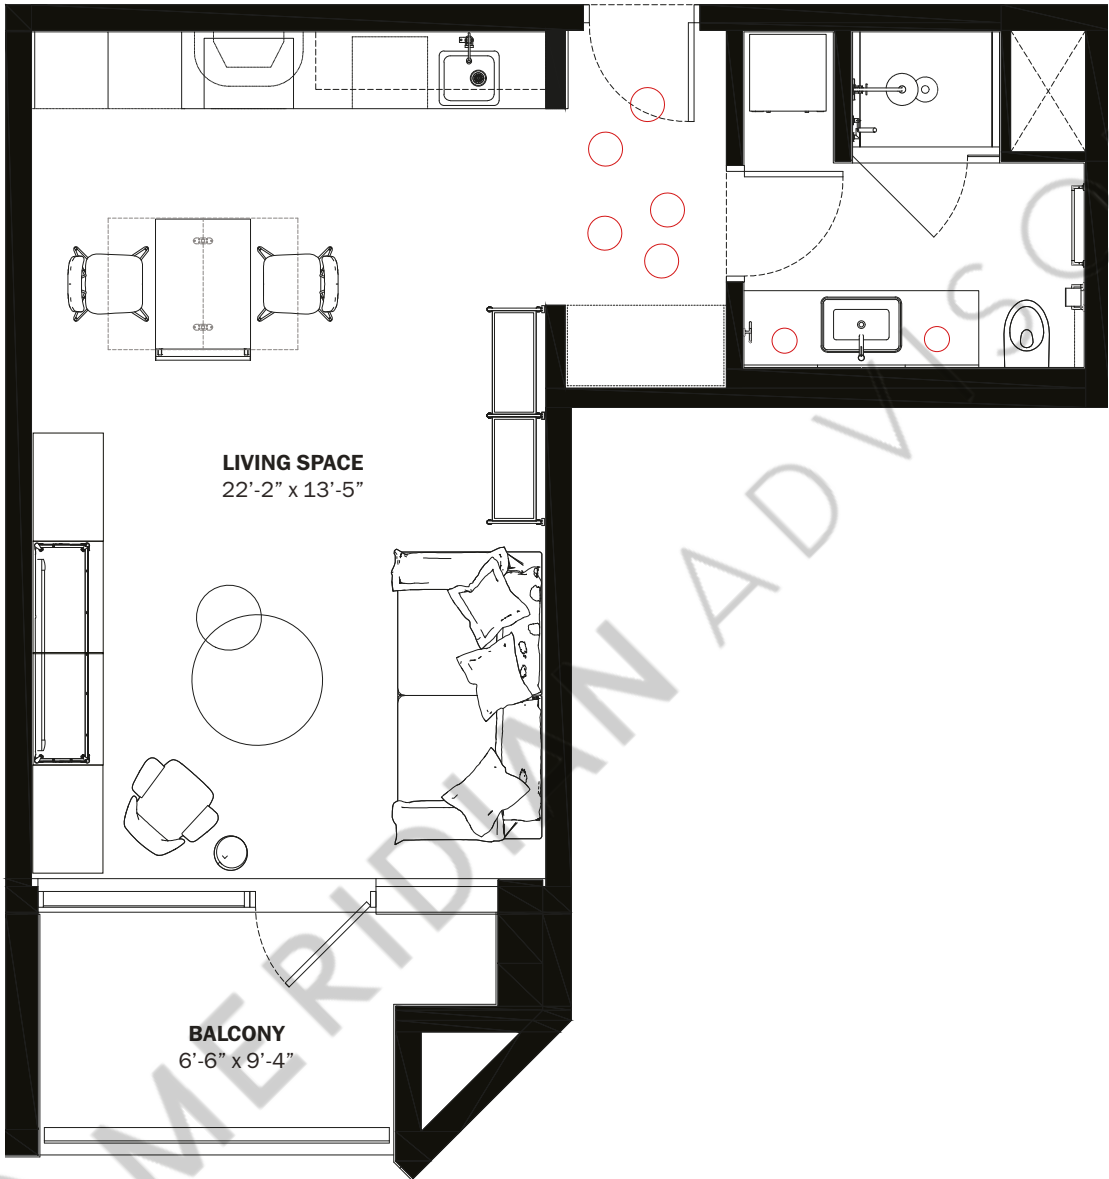 LIVING SPACE
22'-2" x 13'-5"
BALCONY
6'-6" x 9'-4"
MERIDIAN ADVISO